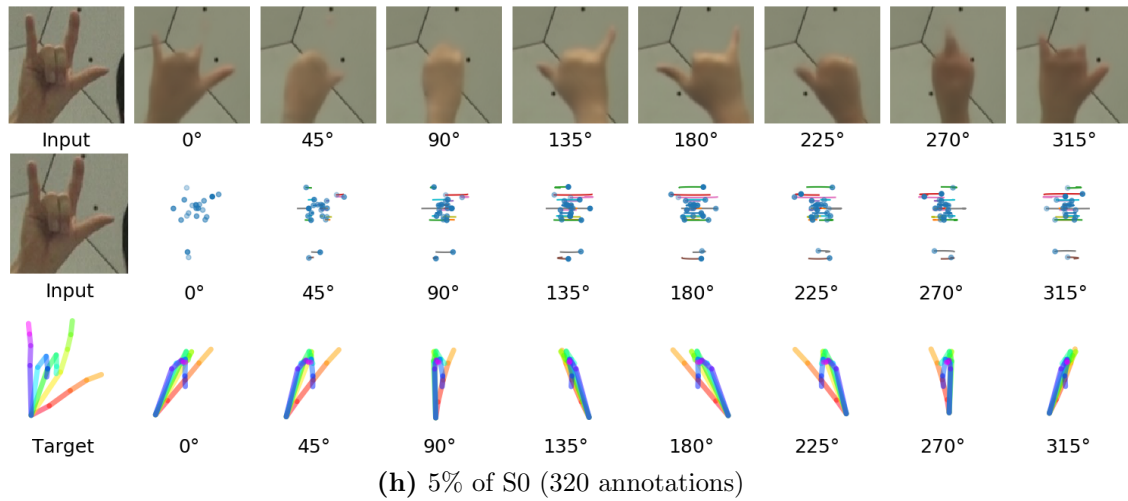 Input 0° 45° 90° 135° 180° 225° 270° 315°
Input 0° 45° 90° 135° 180° 225° 270° 315°
Target 0° 45° 90° 135° 180° 225° 270° 315°
(h) 5% of S0 (320 annotations)